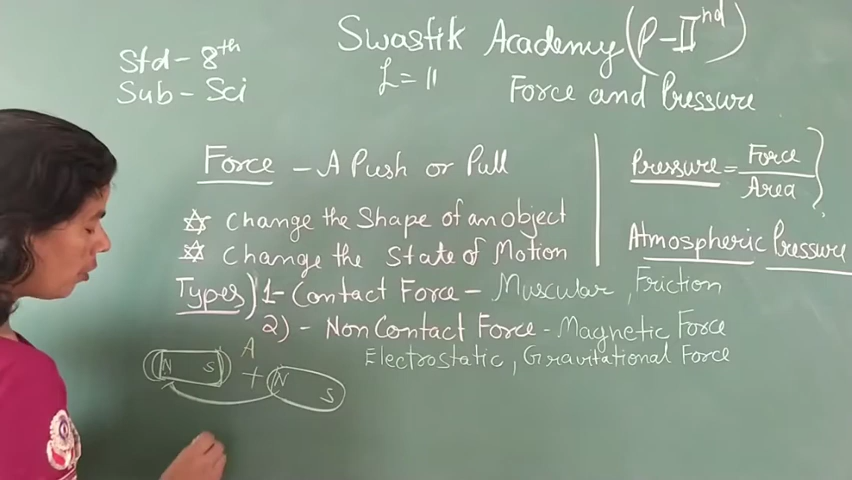 Swastik Academy (P-II nd)
Std - 8th
Sub - Sci
L = 11
Force and Pressure
Force - A Push or Pull
Change the Shape of an object
Change the State of Motion
Types) 1- Contact Force - Muscular, Friction
2) - Non Contact Force - Magnetic Force
Electrostatic, Gravitational Force
Pressure = Force
Area
Atmospheric Pressure
N S
A
+
N S